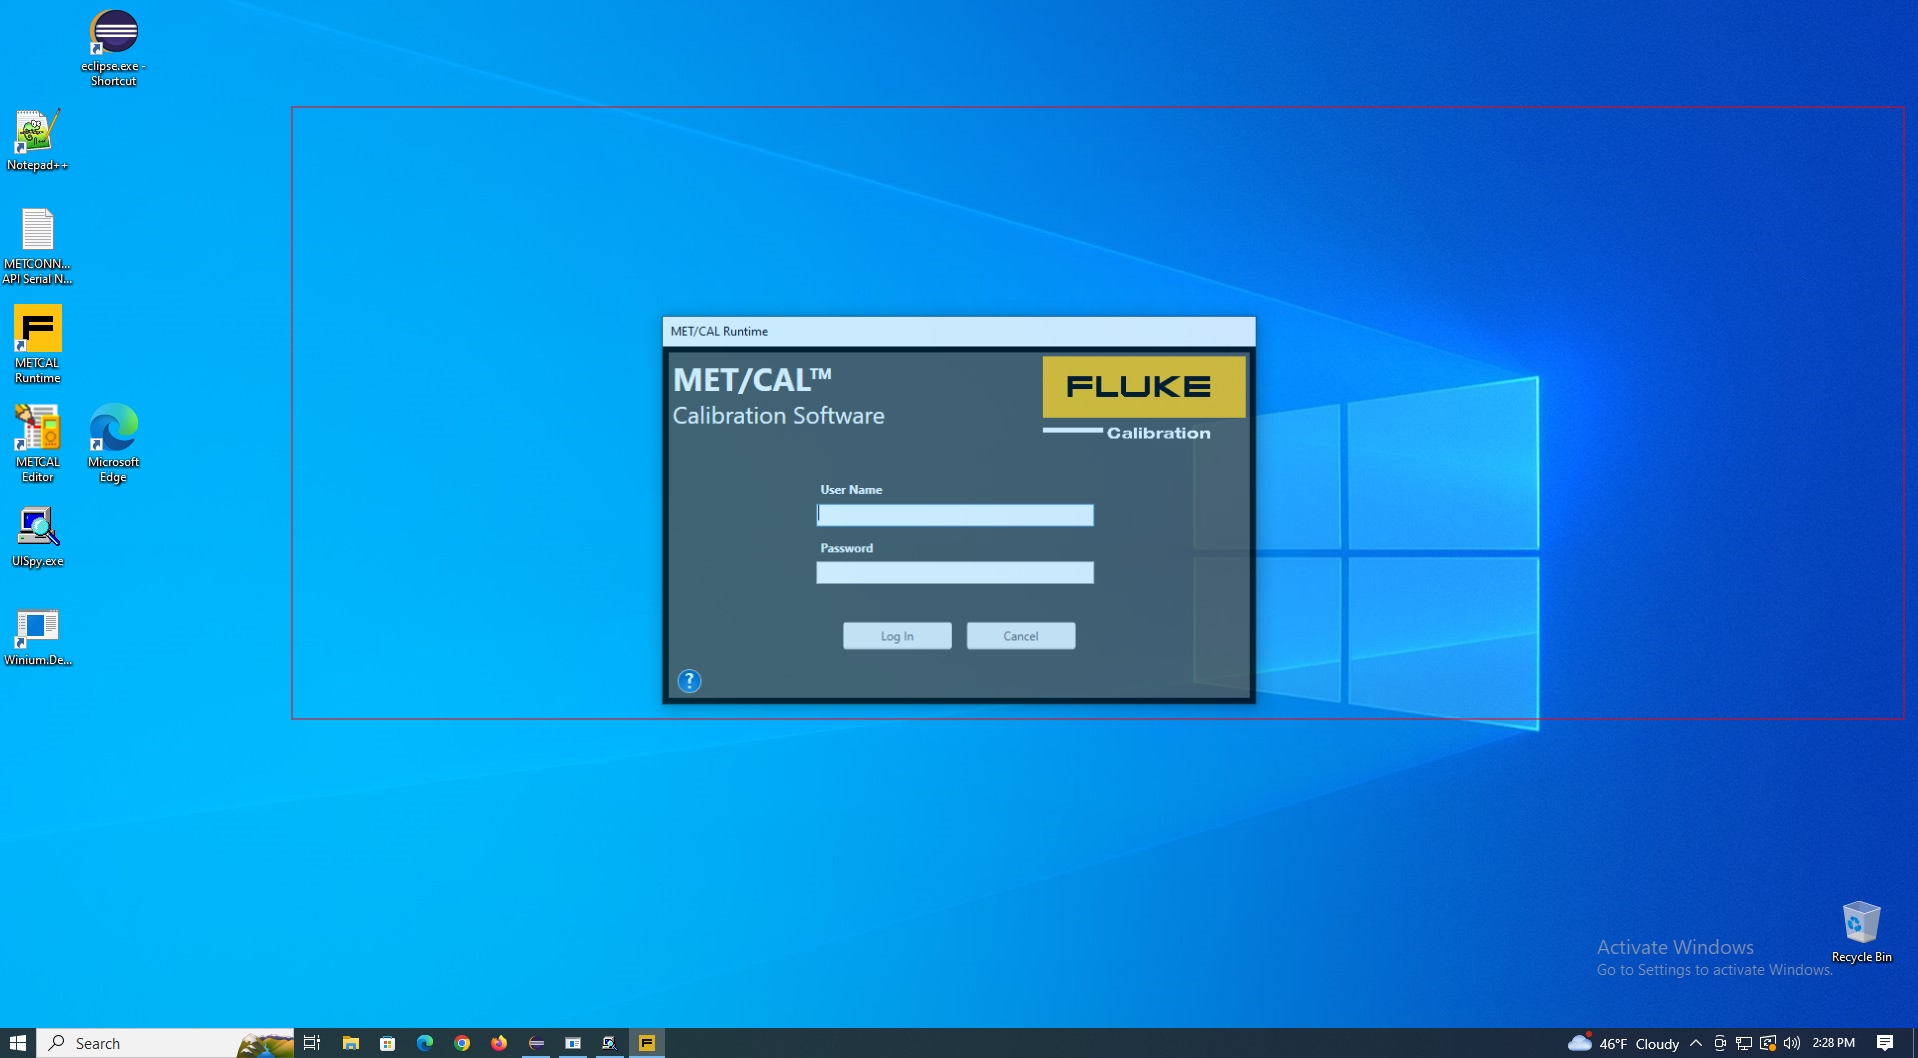 eclipse.exe -
Shortcut
Notepad++
METCONN...
API Serial N...
METCAL
Runtime
METCAL
Editor
Microsoft
Edge
UISpy.exe
Winium.De...
MET/CAL Runtime
MET/CAL™
Calibration Software
FLUKE
Calibration
User Name
Password
Log In
Cancel
?
Recycle Bin
Activate Windows
Go to Settings to activate Windows.
Search
46°F Cloudy
2:28 PM